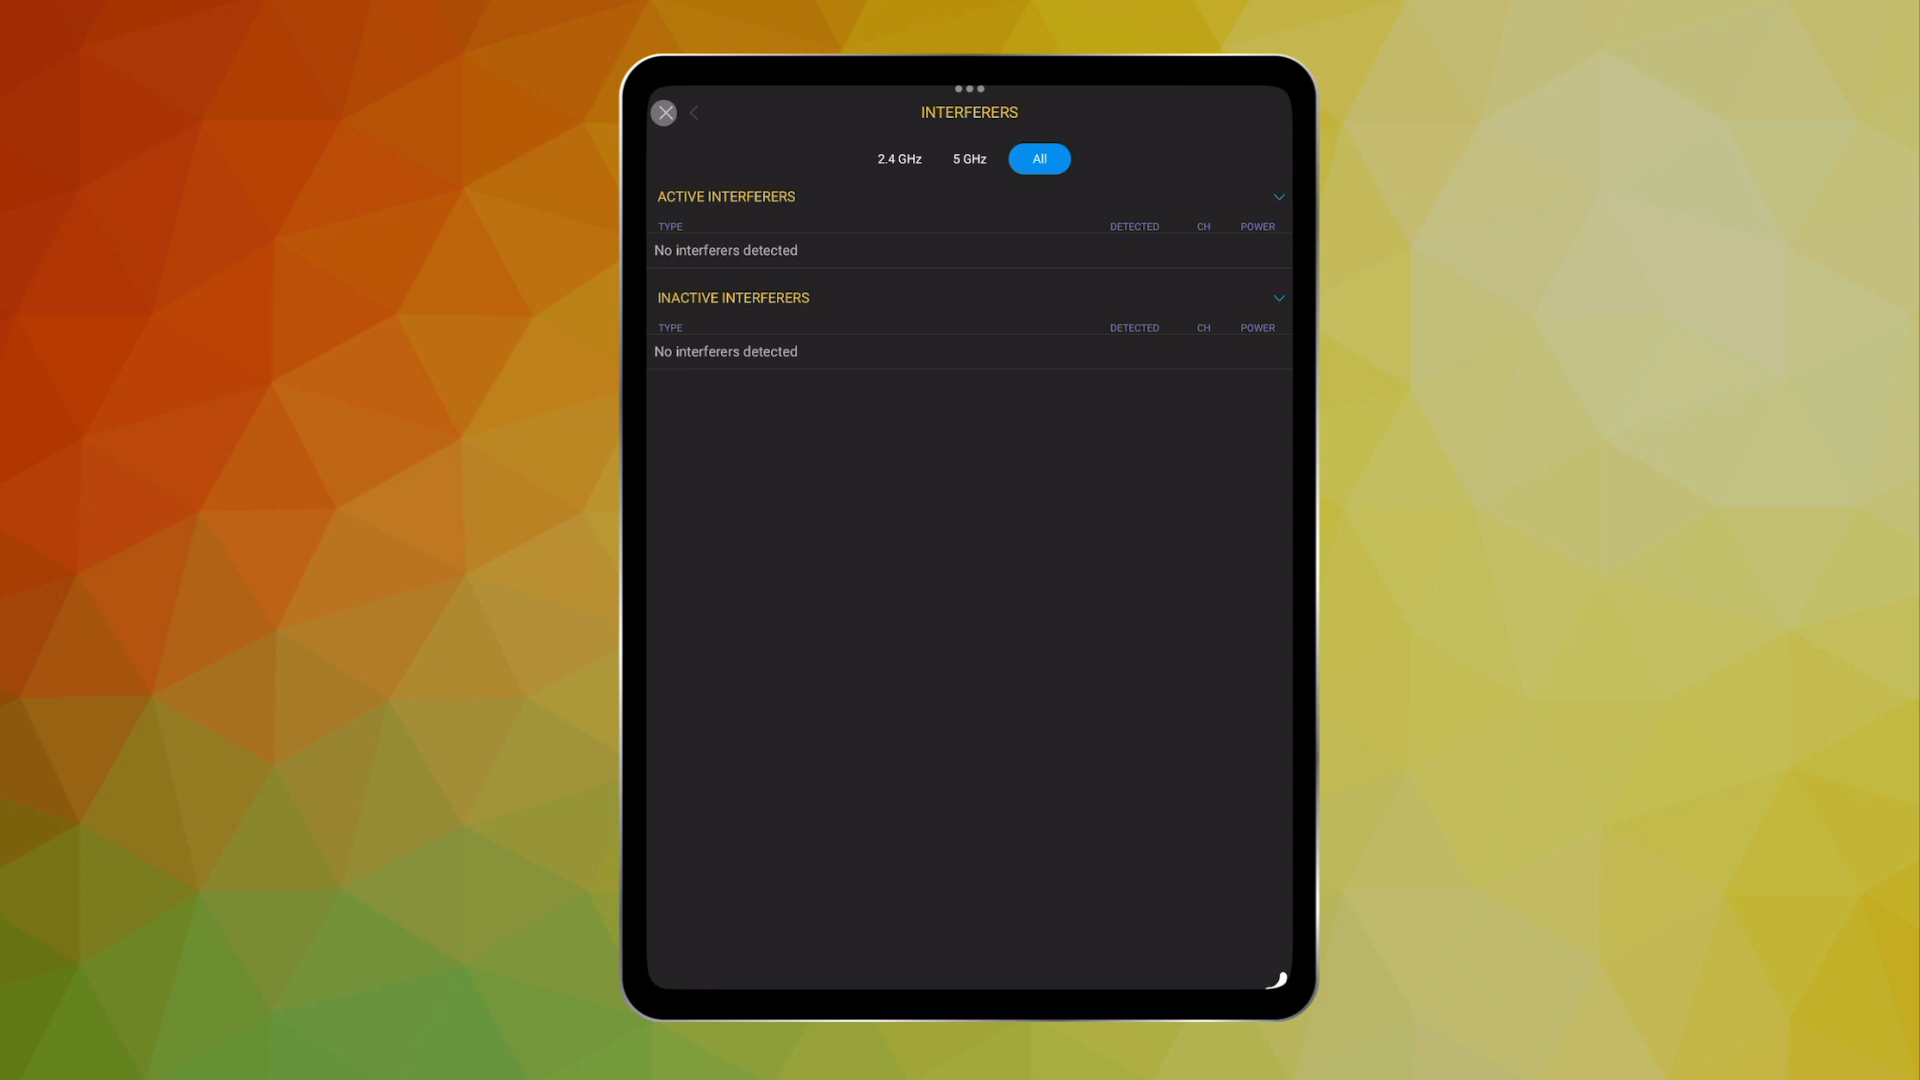 INTERFERERS
2.4 GHz 5 GHz All
ACTIVE INTERFERERS
TYPE DETECTED CH POWER
No interferers detected
INACTIVE INTERFERERS
TYPE DETECTED CH POWER
No interferers detected